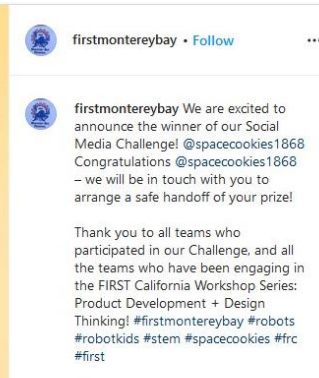 firstmontereybay • Follow
firstmontereybay We are excited to
announce the winner of our Social
Media Challenge! @spacecookies1868
Congratulations @spacecookies1868
– we will be in touch with you to
arrange a safe handoff of your prize!
Thank you to all teams who
participated in our Challenge, and all
the teams who have been engaging in
the FIRST California Workshop Series:
Product Development + Design
Thinking! #firstmontereybay #robots
#robotkids #stem #spacecookies #frc
#first